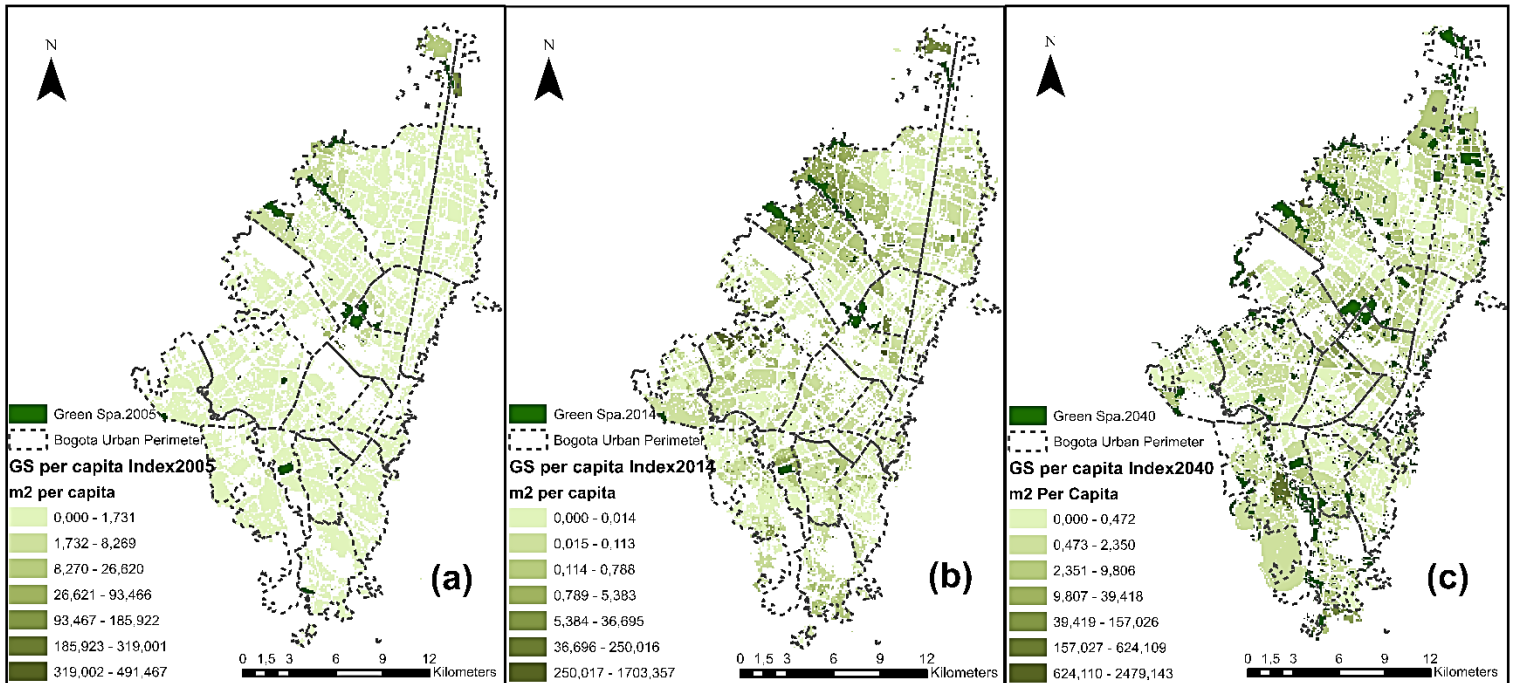 N
Green Spa.2005
Bogota Urban Perimeter
GS per capita Index2005
m2 per capita
0,000 - 1,731
1,732 - 8,269
8,270 - 26,620
26,621 - 93,466
93,467 - 185,922
185,923 - 319,001
319,002 - 491,467
(a)
0 1,5 3 6 9 12
Kilometers
N
Green Spa.2014
Bogota Urban Perimeter
GS per capita Index2014
m2 per capita
0,000 - 0,014
0,015 - 0,113
0,114 - 0,788
0,789 - 5,383
5,384 - 36,695
36,696 - 250,016
250,017 - 1703,357
(b)
0 1,5 3 6 9 12
Kilometers
N
Green Spa.2040
Bogota Urban Perimeter
GS per capita Index2040
m2 Per Capita
0,000 - 0,472
0,473 - 2,350
2,351 - 9,806
9,807 - 39,418
39,419 - 157,026
157,027 - 624,109
624,110 - 2479,143
(c)
0 1,5 3 6 9 12
Kilometers